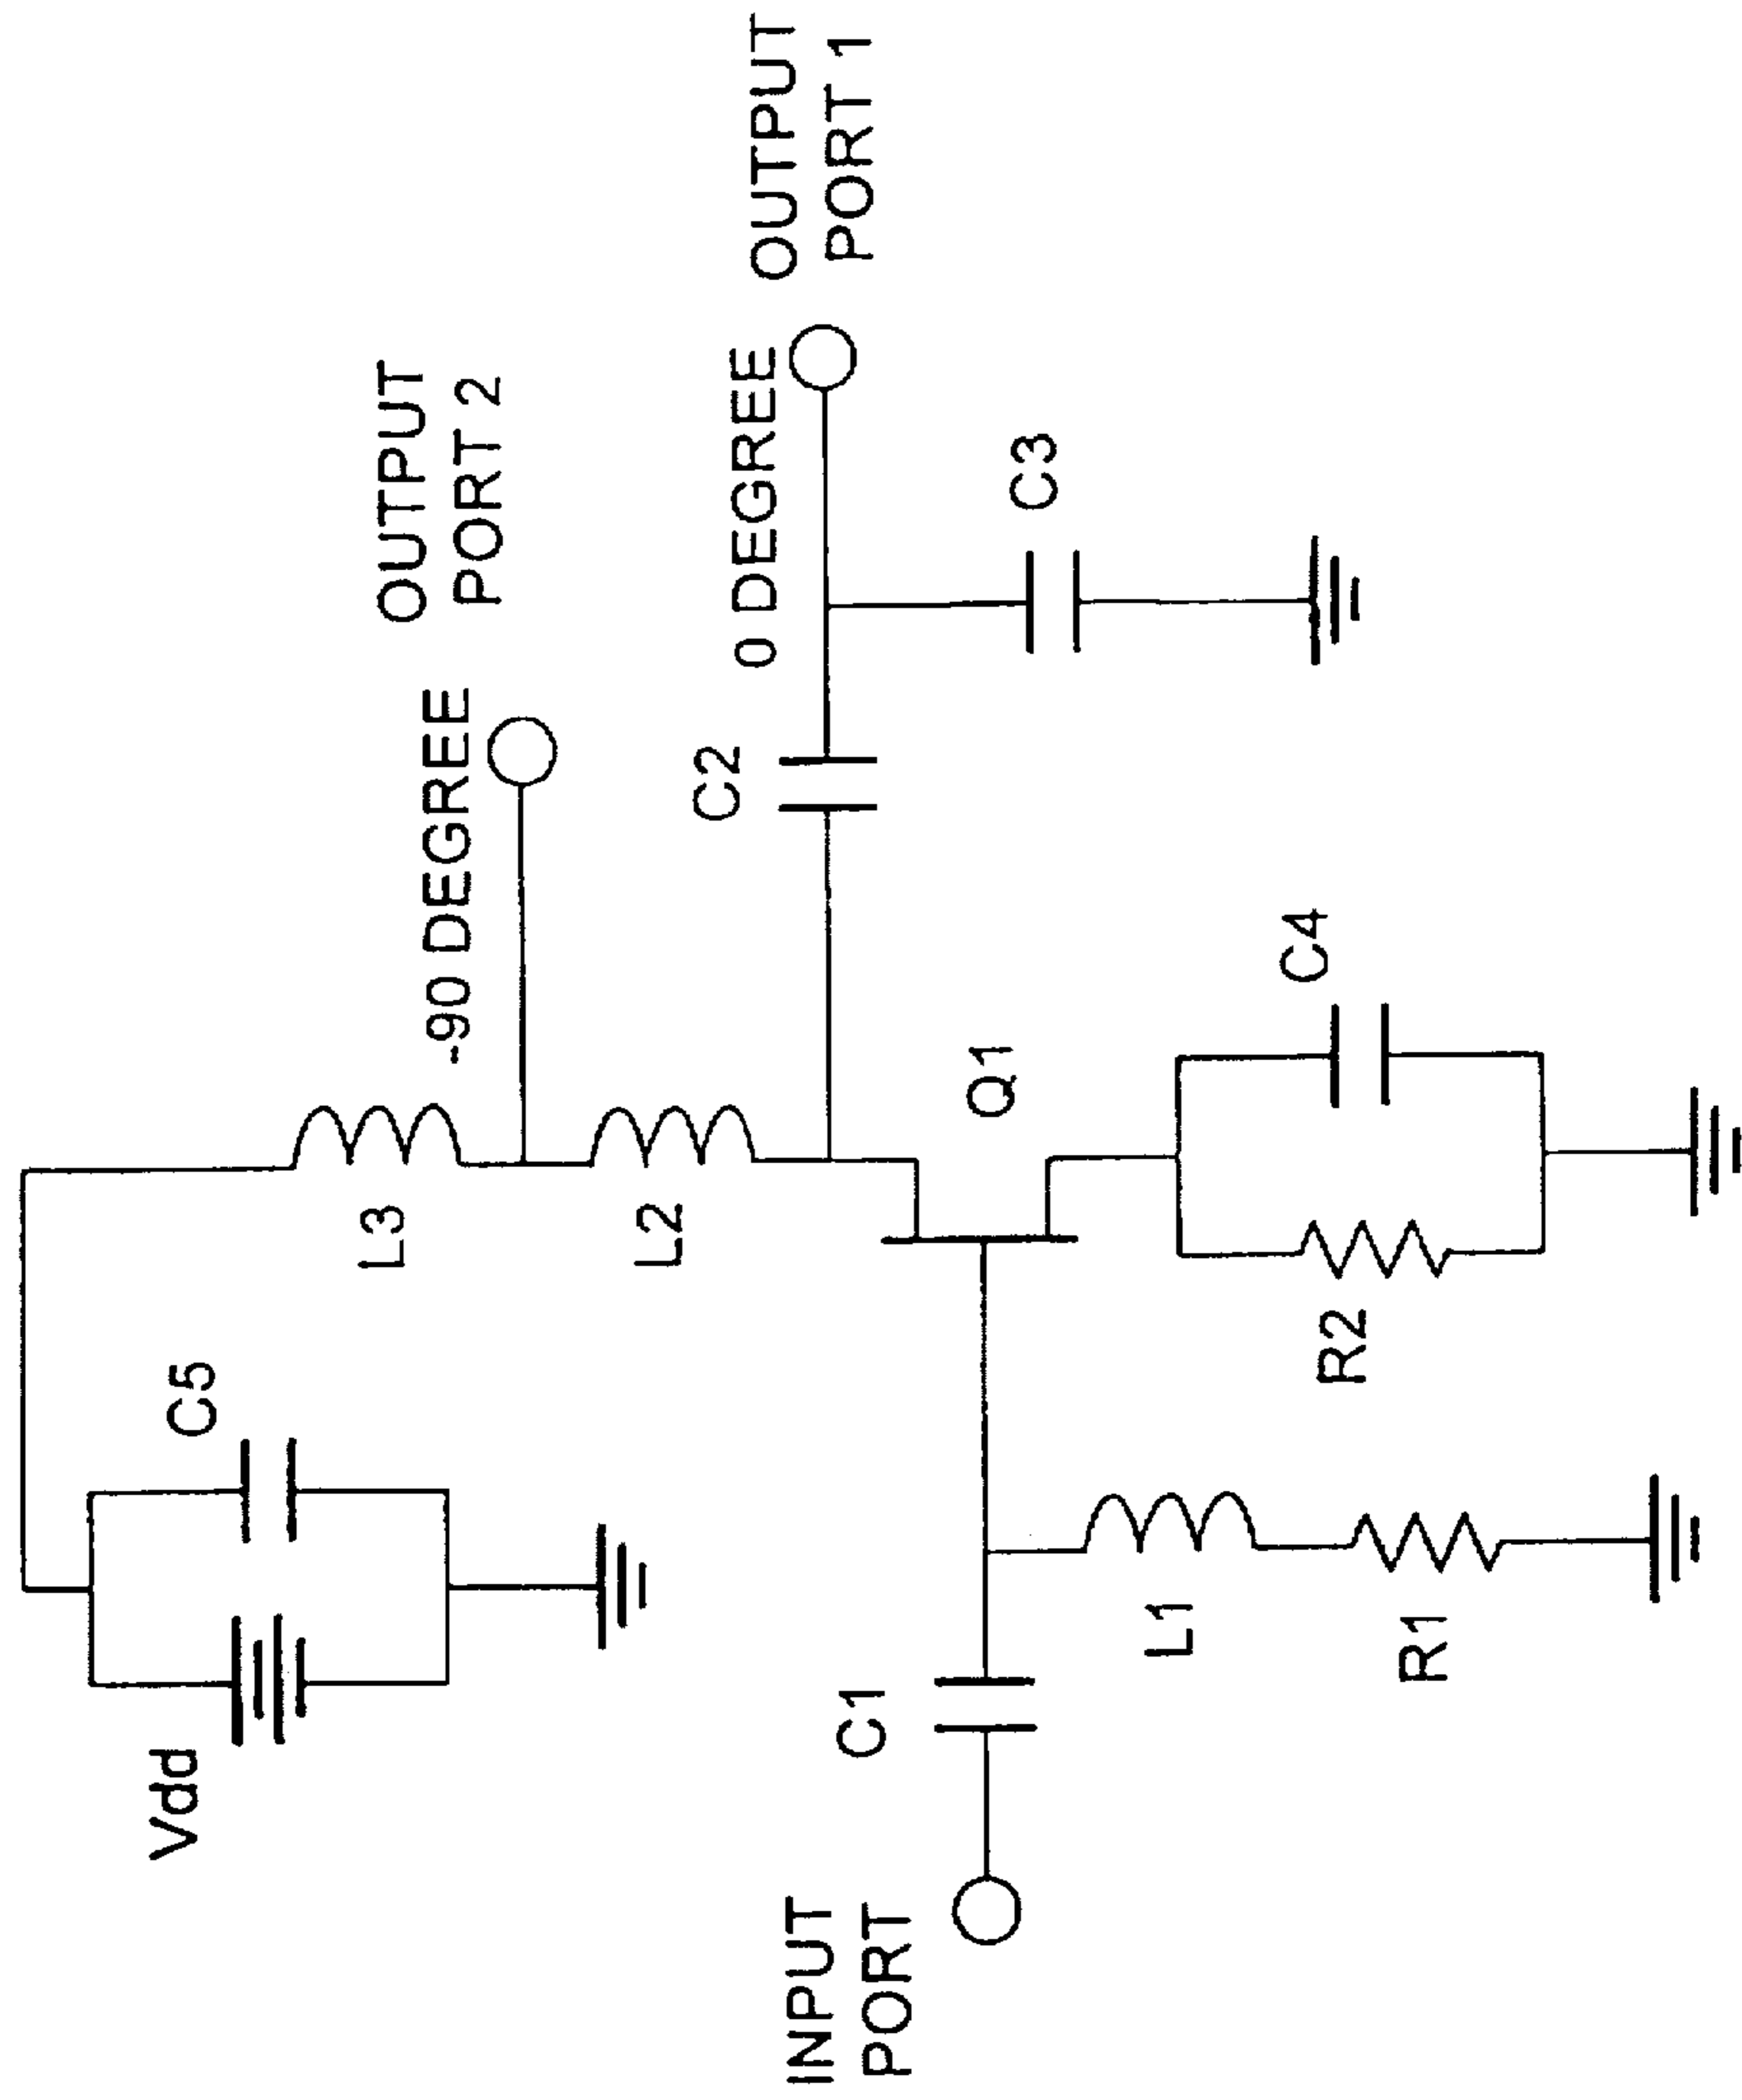 Vdd
C5
L3
L2
-90 DEGREE
OUTPUT
PORT 2
C2
0 DEGREE
OUTPUT
PORT 1
C3
INPUT
PORT
C1
L1
R1
Q1
R2
C4